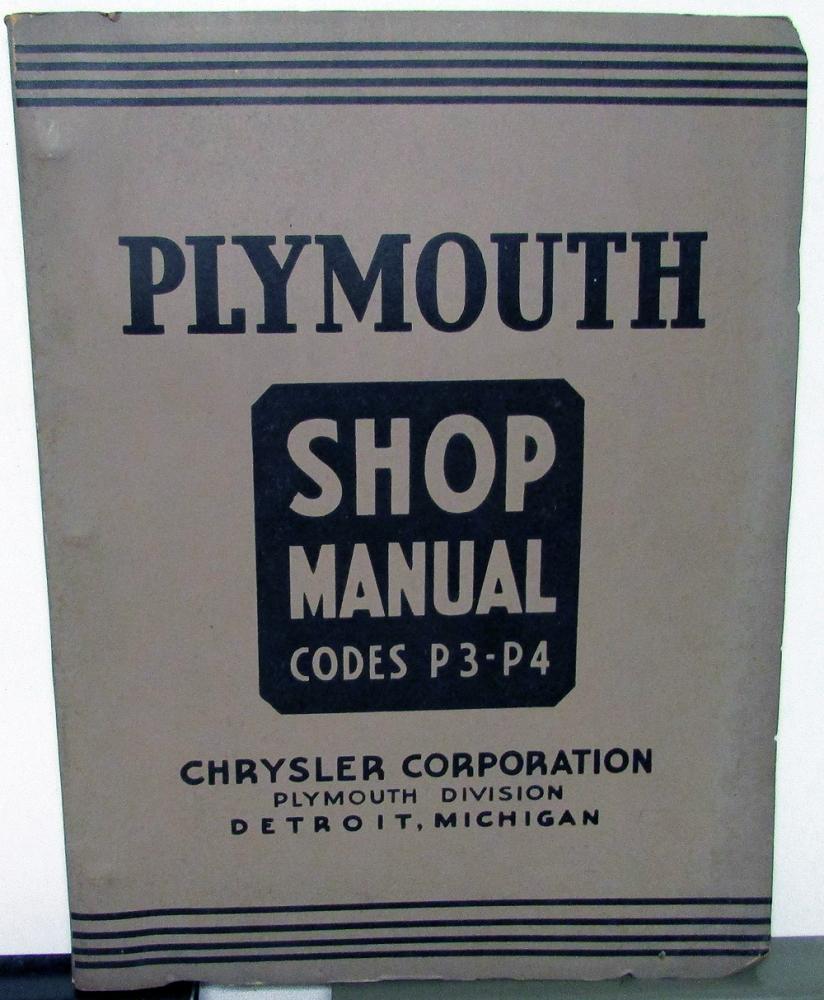 PLYMOUTH
SHOP
MANUAL
CODES P3-P4
CHRYSLER CORPORATION
PLYMOUTH DIVISION
DETROIT, MICHIGAN